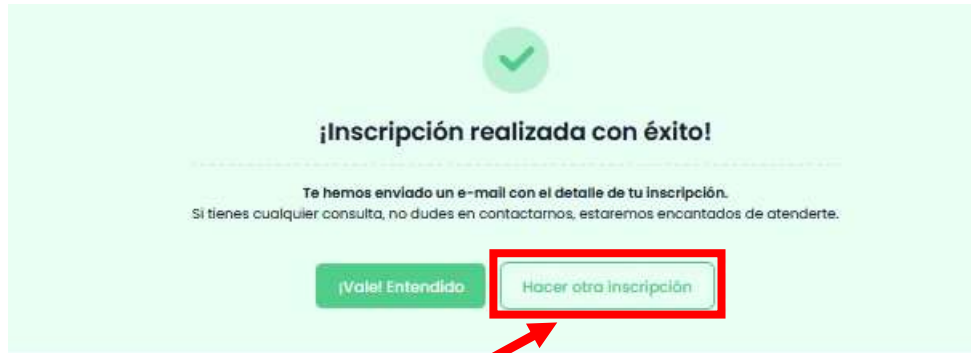 ¡Inscripción realizada con éxito!
Te hemos enviado un e-mail con el detalle de tu inscripción.
Si tienes cualquier consulta, no dudes en contactarnos, estaremos encantados de atenderte.
¡Vale! Entendido
Hacer otra inscripción